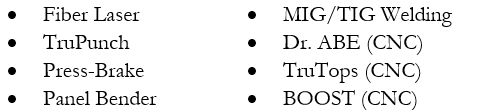 • Fiber Laser
• TruPunch
• Press-Brake
• Panel Bender
• MIG/TIG Welding
• Dr. ABE (CNC)
• TruTops (CNC)
• BOOST (CNC)